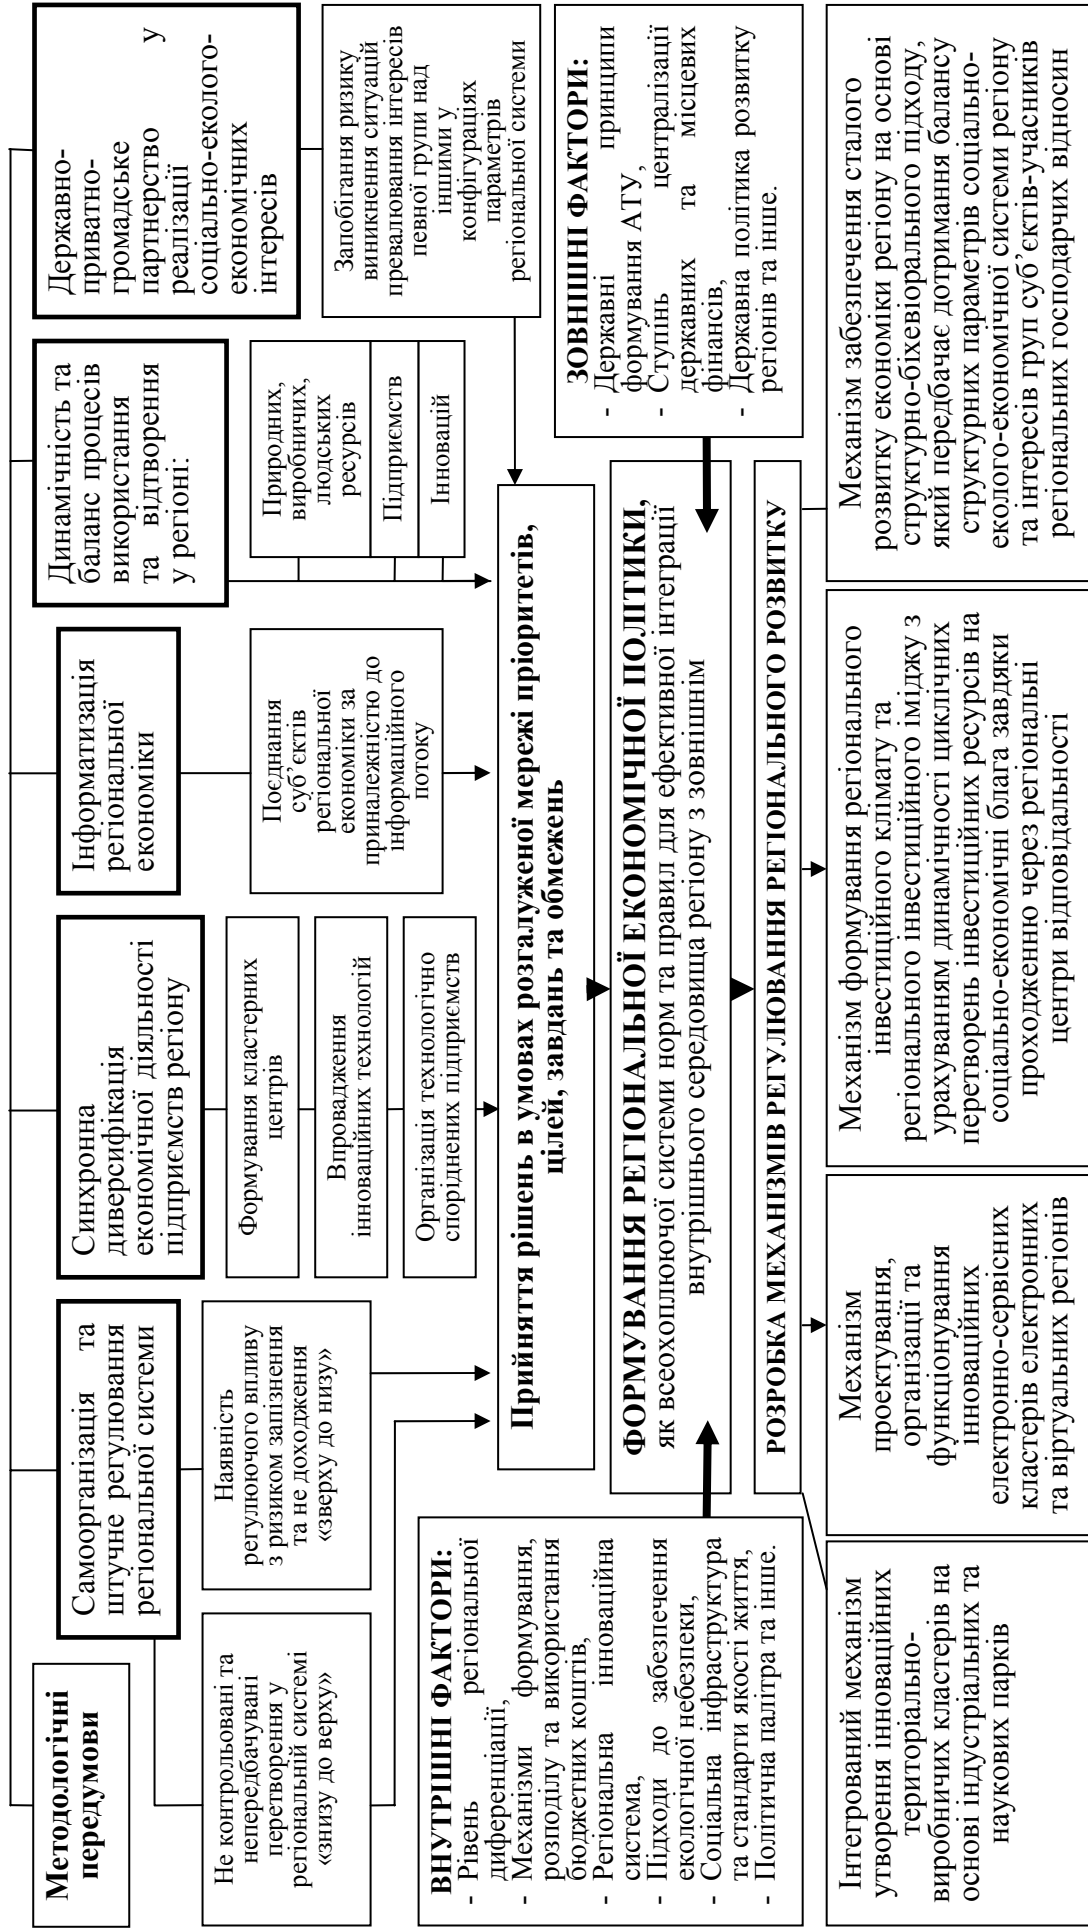 Методологічні
передумови
Самоорганізація та
штучне регулювання
регіональної системи
Синхронна
диверсифікація
економічної діяльності
підприємств регіону
Інформатизація
регіональної
економіки
Динамічність та
баланс процесів
використання
та відтворення
у регіоні:
Державно-
приватно-
громадське
партнерство у
реалізації
соціально-еколого-
економічних
інтересів
Не контрольовані та
непередбачувані
перетворення у
регіональній системі
«знизу до верху»
Наявність
регулюючого впливу
з ризиком запізнення
та не доходження
«зверху до низу»
Формування кластерних
центрів
Впровадження
інноваційних технологій
Організація технологічно
споріднених підприємств
Поєднання
суб’єктів
регіональної
економіки за
приналежністю до
інформаційного
потоку
Природних,
виробничих,
людських
ресурсів
Підприємств
Інновацій
Запобігання ризику
виникнення ситуацій
превалювання інтересів
певної групи над
іншими у
конфігураціях
параметрів
регіональної системи
Прийняття рішень в умовах розгалуженої мережі пріоритетів,
цілей, завдань та обмежень
ВНУТРІШНІ ФАКТОРИ:
- Рівень регіональної
диференціації,
- Механізми формування,
розподілу та використання
бюджетних коштів,
- Регіональна інноваційна
система,
- Підходи до забезпечення
екологічної небезпеки,
- Соціальна інфраструктура
та стандарти якості життя,
- Політична палітра та інше.
ФОРМУВАННЯ РЕГІОНАЛЬНОЇ ЕКОНОМІЧНОЇ ПОЛІТИКИ,
як всеохоплюючої системи норм та правил для ефективної інтеграції
внутрішнього середовища регіону з зовнішнім
ЗОВНІШНІ ФАКТОРИ:
- Державні принципи
формування АТУ,
- Ступінь централізації
державних та місцевих
фінансів,
- Державна політика розвитку
регіонів та інше.
РОЗРОБКА МЕХАНІЗМІВ РЕГУЛЮВАННЯ РЕГІОНАЛЬНОГО РОЗВИТКУ
Інтегрований механізм
утворення інноваційних
територіально-
виробничих кластерів на
основі індустріальних та
наукових парків
Механізм
проектування,
організації та
функціонування
інноваційних
електронно-сервісних
кластерів електронних
та віртуальних регіонів
Механізм формування регіонального
інвестиційного клімату та
регіонального інвестиційного іміджу з
урахуванням динамічності циклічних
перетворень інвестиційних ресурсів на
соціально-економічні блага завдяки
проходженню через регіональні
центри відповідальності
Механізм забезпечення сталого
розвитку економіки регіону на основі
структурно-біхевіорального підходу,
який передбачає дотримання балансу
структурних параметрів соціально-
еколого-економічної системи регіону
та інтересів груп суб’єктів-учасників
регіональних господарчих відносин